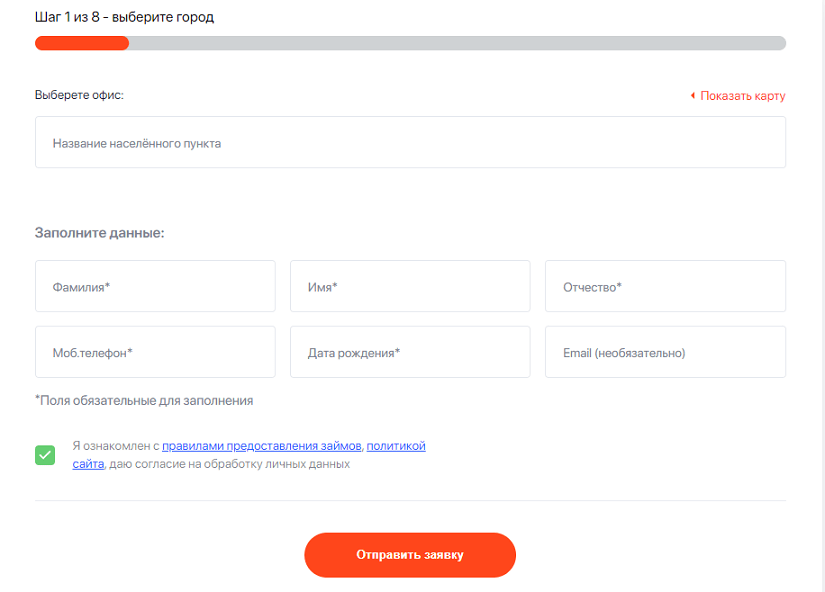 Шаг 1 из 8 - выберите город
Выберете офис:
Показать карту
Название населённого пункта
Заполните данные:
Фамилия*
Имя*
Отчество*
Моб.телефон*
Дата рождения*
Email (необязательно)
*Поля обязательные для заполнения
Я ознакомлен с правилами предоставления займов, политикой
сайта, даю согласие на обработку личных данных
Отправить заявку